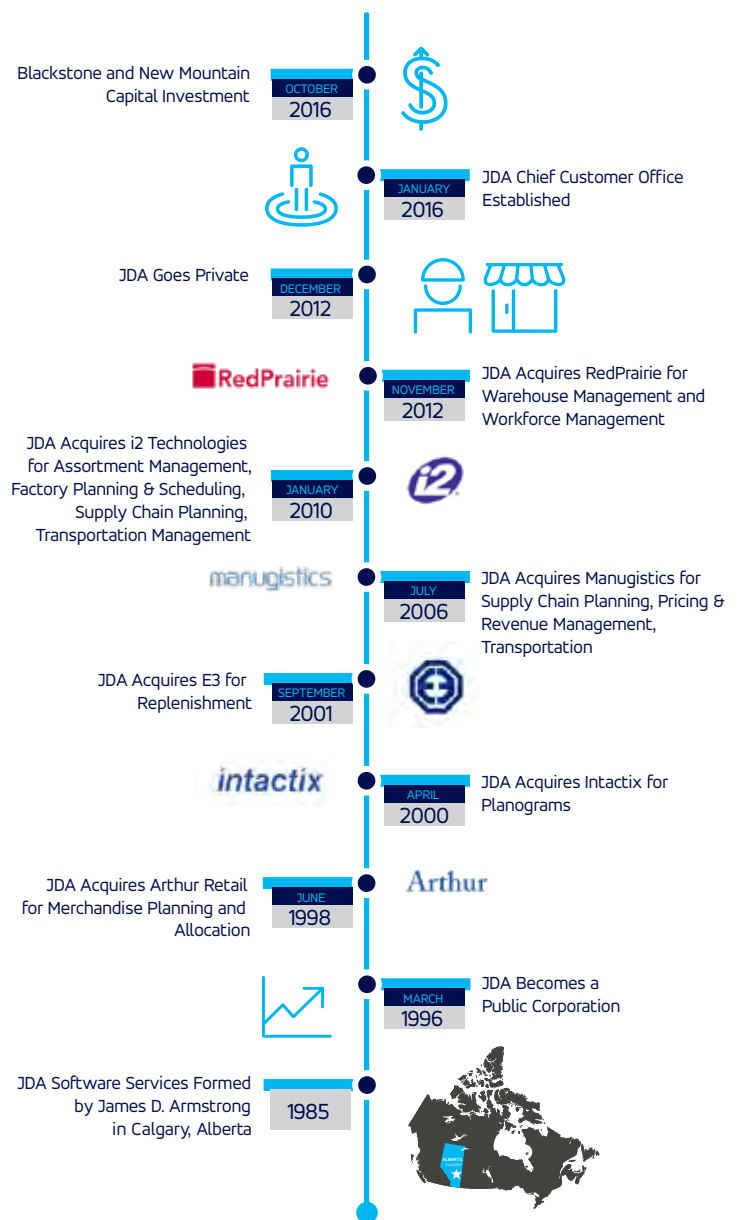 Blackstone and New Mountain
Capital Investment
OCTOBER
2016
JDA Chief Customer Office
Established
JANUARY
2016
JDA Goes Private
DECEMBER
2012
RedPrairie
JDA Acquires RedPrairie for
Warehouse Management and
Workforce Management
NOVEMBER
2012
JDA Acquires i2 Technologies
for Assortment Management,
Factory Planning & Scheduling,
Supply Chain Planning,
Transportation Management
JANUARY
2010
i2
manugistics
JDA Acquires Manugistics for
Supply Chain Planning, Pricing &
Revenue Management,
Transportation
JULY
2006
JDA Acquires E3 for
Replenishment
SEPTEMBER
2001
E3
intactix
JDA Acquires Intactix for
Planograms
APRIL
2000
JDA Acquires Arthur Retail
for Merchandise Planning and
Allocation
JUNE
1998
Arthur
JDA Becomes a
Public Corporation
MARCH
1996
JDA Software Services Formed
by James D. Armstrong
in Calgary, Alberta
1985
ALBERTA
CALGARY